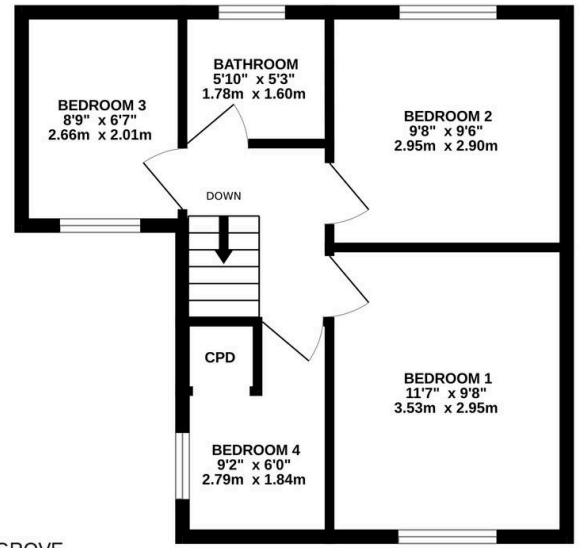 BATHROOM
5'10" x 5'3"
1.78m x 1.60m
BEDROOM 3
8'9" x 6'7"
2.66m x 2.01m
BEDROOM 2
9'8" x 9'6"
2.95m x 2.90m
DOWN
CPD
BEDROOM 1
11'7" x 9'8"
3.53m x 2.95m
BEDROOM 4
9'2" x 6'0"
2.79m x 1.84m
GROVE